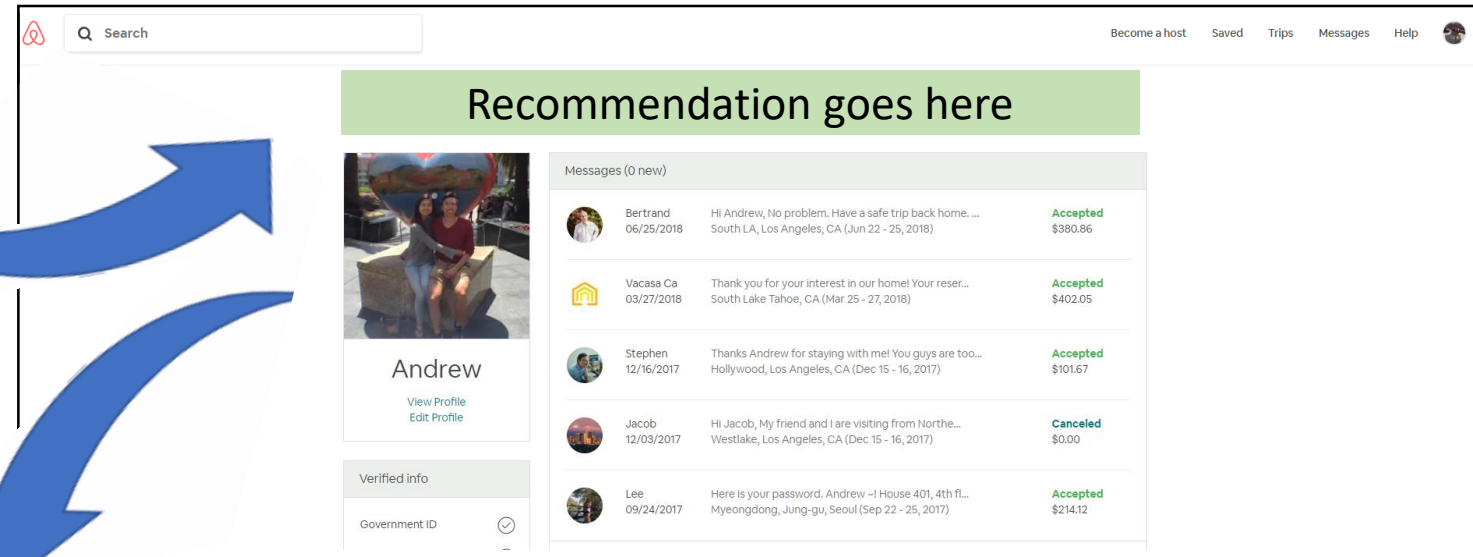 Search
Become a host Saved Trips Messages Help
Recommendation goes here
Messages (0 new)
Bertrand Hi Andrew, No problem. Have a safe trip back home. ... Accepted
06/25/2018 South LA, Los Angeles, CA (Jun 22 - 25, 2018) $380.86
Vacasa Ca Thank you for your interest in our home! Your reser... Accepted
03/27/2018 South Lake Tahoe, CA (Mar 25 - 27, 2018) $402.05
Andrew
View Profile
Edit Profile
Stephen Thanks Andrew for staying with me! You guys are too... Accepted
12/16/2017 Hollywood, Los Angeles, CA (Dec 15 - 16, 2017) $101.67
Jacob Hi Jacob, My friend and I are visiting from Northe... Canceled
12/03/2017 Westlake, Los Angeles, CA (Dec 15 - 16, 2017) $0.00
Verified info
Government ID
Lee Here is your password. Andrew ~! House 401, 4th fl... Accepted
09/24/2017 Myeongdong, Jung-gu, Seoul (Sep 22 - 25, 2017) $214.12